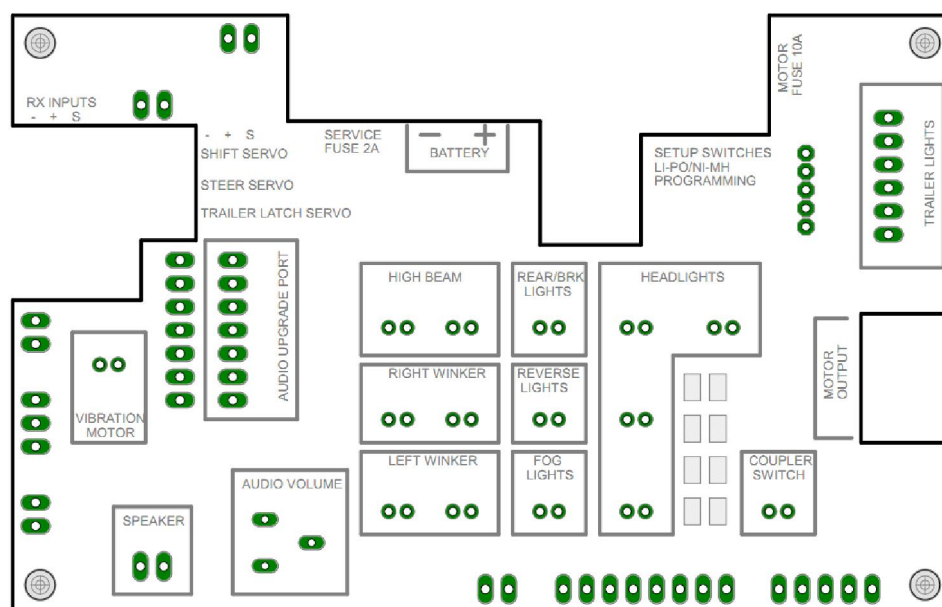 RX INPUTS
- + S
- + S
SHIFT SERVO
STEER SERVO
TRAILER LATCH SERVO
SERVICE
FUSE 2A
- +
BATTERY
SETUP SWITCHES
LI-PO/NI-MH
PROGRAMMING
MOTOR
FUSE 10A
TRAILER LIGHTS
AUDIO UPGRADE PORT
HIGH BEAM
REAR/BRK
LIGHTS
HEADLIGHTS
RIGHT WINKER
REVERSE
LIGHTS
MOTOR
OUTPUT
VIBRATION
MOTOR
LEFT WINKER
FOG
LIGHTS
COUPLER
SWITCH
AUDIO VOLUME
SPEAKER